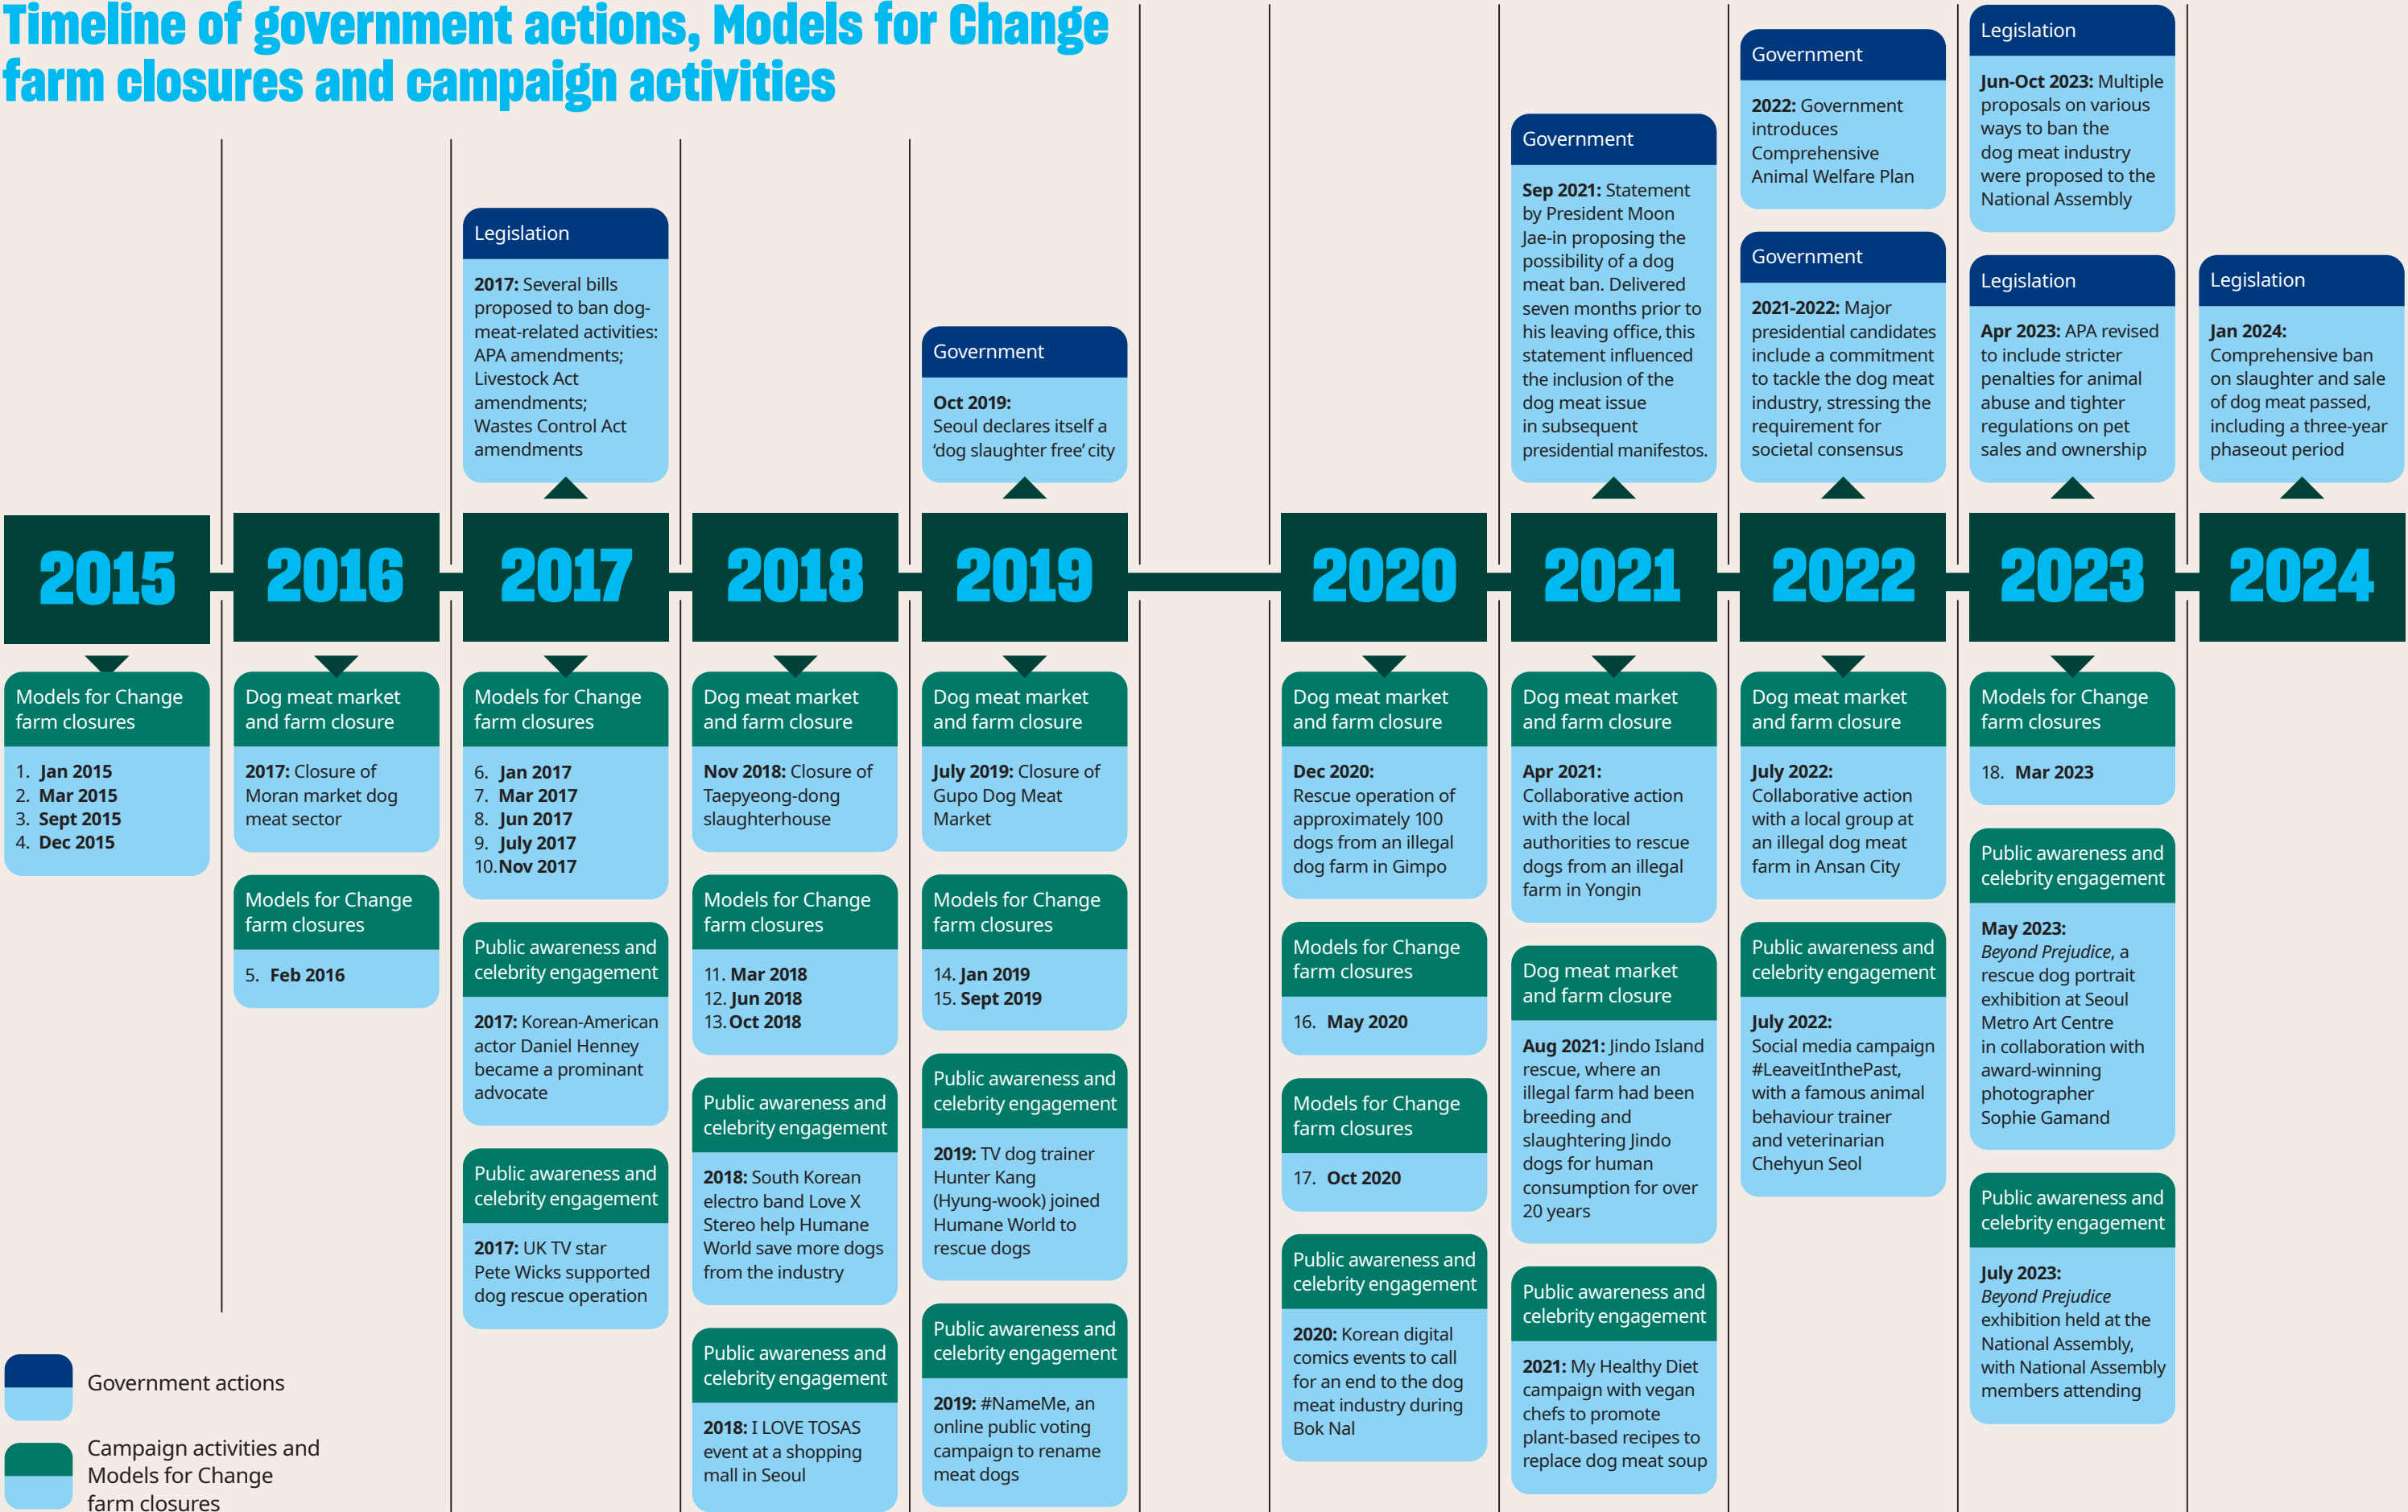 Timeline of government actions, Models for Change
farm closures and campaign activities
Legislation
2017: Several bills
proposed to ban dog-
meat-related activities:
APA amendments;
Livestock Act
amendments;
Wastes Control Act
amendments
Government
Oct 2019:
Seoul declares itself a
‘dog slaughter free’ city
Government
Sep 2021: Statement
by President Moon
Jae-in proposing the
possibility of a dog
meat ban. Delivered
seven months prior to
his leaving office, this
statement influenced
the inclusion of the
dog meat issue
in subsequent
presidential manifestos.
Government
2022: Government
introduces
Comprehensive
Animal Welfare Plan
Government
2021-2022: Major
presidential candidates
include a commitment
to tackle the dog meat
industry, stressing the
requirement for
societal consensus
Legislation
Jun-Oct 2023: Multiple
proposals on various
ways to ban the
dog meat industry
were proposed to the
National Assembly
Legislation
Apr 2023: APA revised
to include stricter
penalties for animal
abuse and tighter
regulations on pet
sales and ownership
Legislation
Jan 2024:
Comprehensive ban
on slaughter and sale
of dog meat passed,
including a three-year
phaseout period
2015
2016
2017
2018
2019
2020
2021
2022
2023
2024
Models for Change
farm closures
1. Jan 2015
2. Mar 2015
3. Sept 2015
4. Dec 2015
Dog meat market
and farm closure
2017: Closure of
Moran market dog
meat sector
Models for Change
farm closures
5. Feb 2016
Models for Change
farm closures
6. Jan 2017
7. Mar 2017
8. Jun 2017
9. July 2017
10. Nov 2017
Public awareness and
celebrity engagement
2017: Korean-American
actor Daniel Henney
became a prominant
advocate
Public awareness and
celebrity engagement
2017: UK TV star
Pete Wicks supported
dog rescue operation
Dog meat market
and farm closure
Nov 2018: Closure of
Taepyeong-dong
slaughterhouse
Models for Change
farm closures
11. Mar 2018
12. Jun 2018
13. Oct 2018
Public awareness and
celebrity engagement
2018: South Korean
electro band Love X
Stereo help Humane
World save more dogs
from the industry
Public awareness and
celebrity engagement
2018: I LOVE TOSAS
event at a shopping
mall in Seoul
Dog meat market
and farm closure
July 2019: Closure of
Gupo Dog Meat
Market
Models for Change
farm closures
14. Jan 2019
15. Sept 2019
Public awareness and
celebrity engagement
2019: TV dog trainer
Hunter Kang
(Hyung-wook) joined
Humane World to
rescue dogs
Public awareness and
celebrity engagement
2019: #NameMe, an
online public voting
campaign to rename
meat dogs
Dog meat market
and farm closure
Dec 2020:
Rescue operation of
approximately 100
dogs from an illegal
dog farm in Gimpo
Models for Change
farm closures
16. May 2020
Models for Change
farm closures
17. Oct 2020
Public awareness and
celebrity engagement
2020: Korean digital
comics events to call
for an end to the dog
meat industry during
Bok Nal
Dog meat market
and farm closure
Apr 2021:
Collaborative action
with the local
authorities to rescue
dogs from an illegal
farm in Yongin
Dog meat market
and farm closure
Aug 2021: Jindo Island
rescue, where an
illegal farm had been
breeding and
slaughtering Jindo
dogs for human
consumption for over
20 years
Public awareness and
celebrity engagement
2021: My Healthy Diet
campaign with vegan
chefs to promote
plant-based recipes to
replace dog meat soup
Dog meat market
and farm closure
July 2022:
Collaborative action
with a local group at
an illegal dog meat
farm in Ansan City
Public awareness and
celebrity engagement
July 2022:
Social media campaign
#LeaveitInthePast,
with a famous animal
behaviour trainer
and veterinarian
Chehyun Seol
Models for Change
farm closures
18. Mar 2023
Public awareness and
celebrity engagement
May 2023:
Beyond Prejudice, a
rescue dog portrait
exhibition at Seoul
Metro Art Centre
in collaboration with
award-winning
photographer
Sophie Gamand
Public awareness and
celebrity engagement
July 2023:
Beyond Prejudice
exhibition held at the
National Assembly,
with National Assembly
members attending
Government actions
Campaign activities and
Models for Change
farm closures